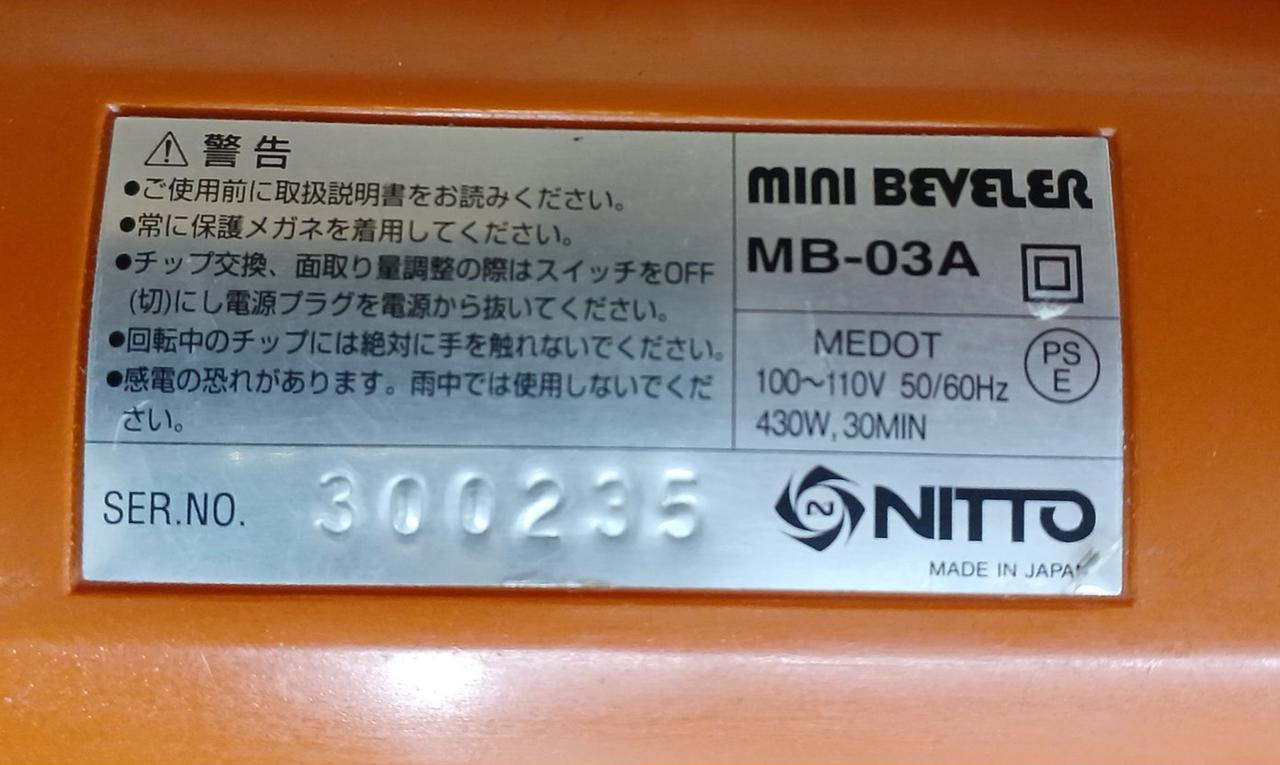 警告
●ご使用前に取扱説明書をお読みください。
●常に保護メガネを着用してください。
●チップ交換、面取り量調整の際はスイッチをOFF
(切)にし電源プラグを電源から抜いてください。
●回転中のチップには絶対に手を触れないでください。
●感電の恐れがあります。雨中では使用しないでくだ
さい。
MINI BEVELER
MB-03A
MEDOT
PS
E
100〜110V 50/60Hz
430W, 30MIN
SER.NO. 300235
NITTO
MADE IN JAPAN